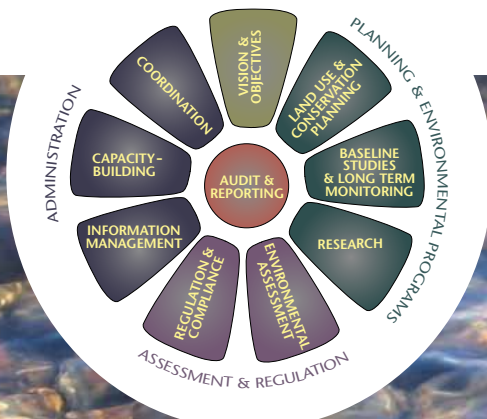 VISION &
OBJECTIVES
LAND USE &
CONSERVATION
PLANNING
BASELINE
STUDIES
& LONG TERM
MONITORING
RESEARCH
ENVIRONMENTAL
ASSESSMENT
REGULATION &
COMPLIANCE
INFORMATION
MANAGEMENT
CAPACITY–
BUILDING
COORDINATION
AUDIT &
REPORTING
PLANNING & ENVIRONMENTAL PROGRAMS
ASSESSMENT & REGULATION
ADMINISTRATION